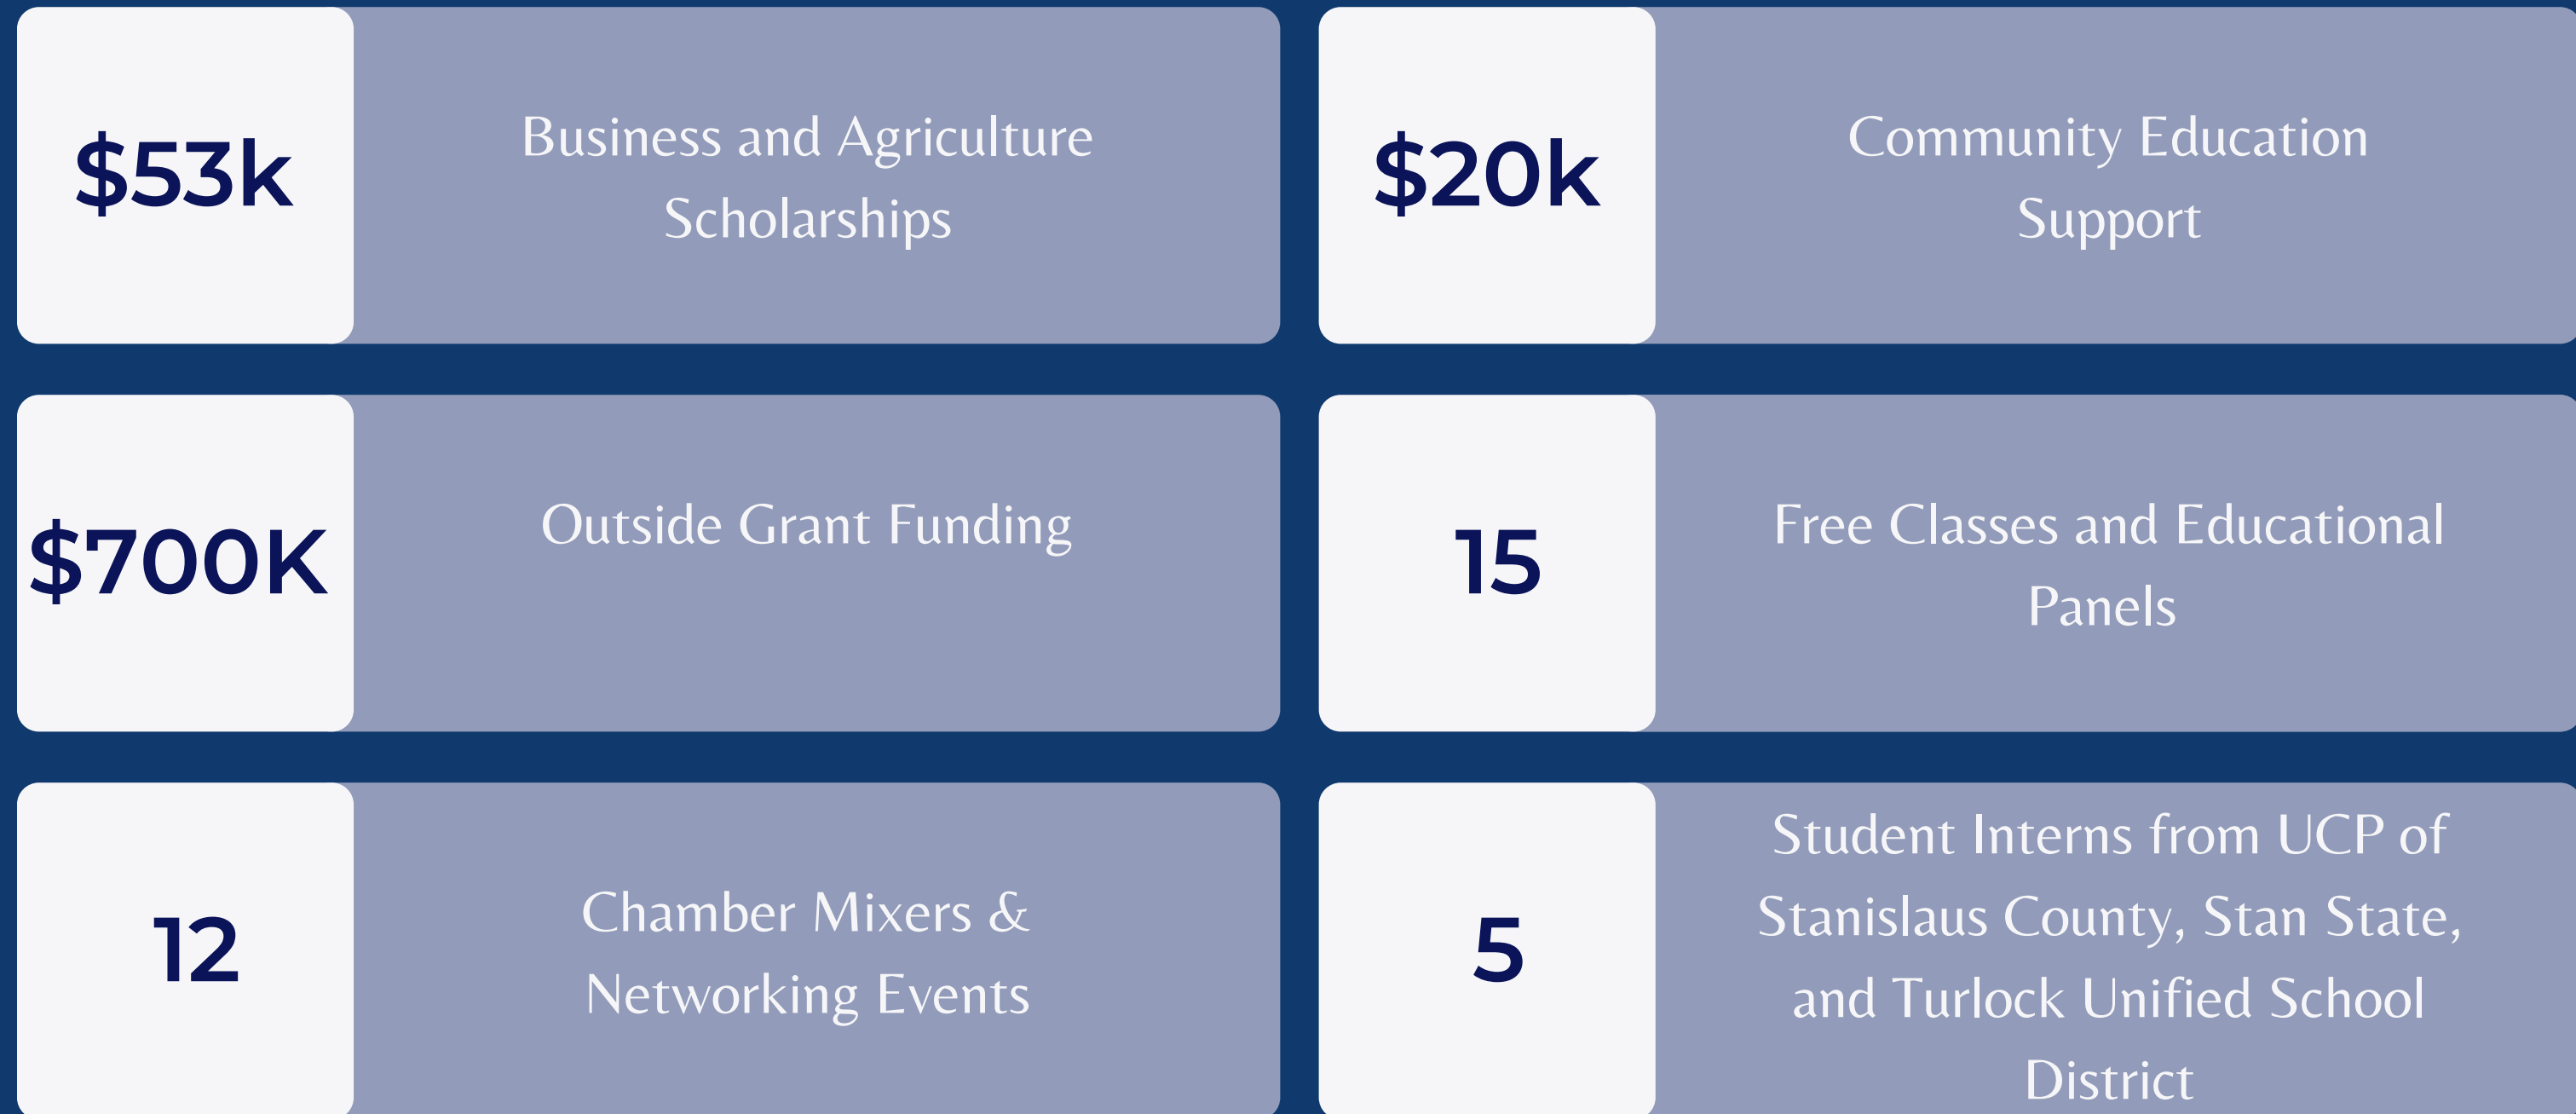 $53k
Business and Agriculture
Scholarships
$20k
Community Education
Support
$700K
Outside Grant Funding
15
Free Classes and Educational
Panels
12
Chamber Mixers &
Networking Events
5
Student Interns from UCP of
Stanislaus County, Stan State,
and Turlock Unified School
District